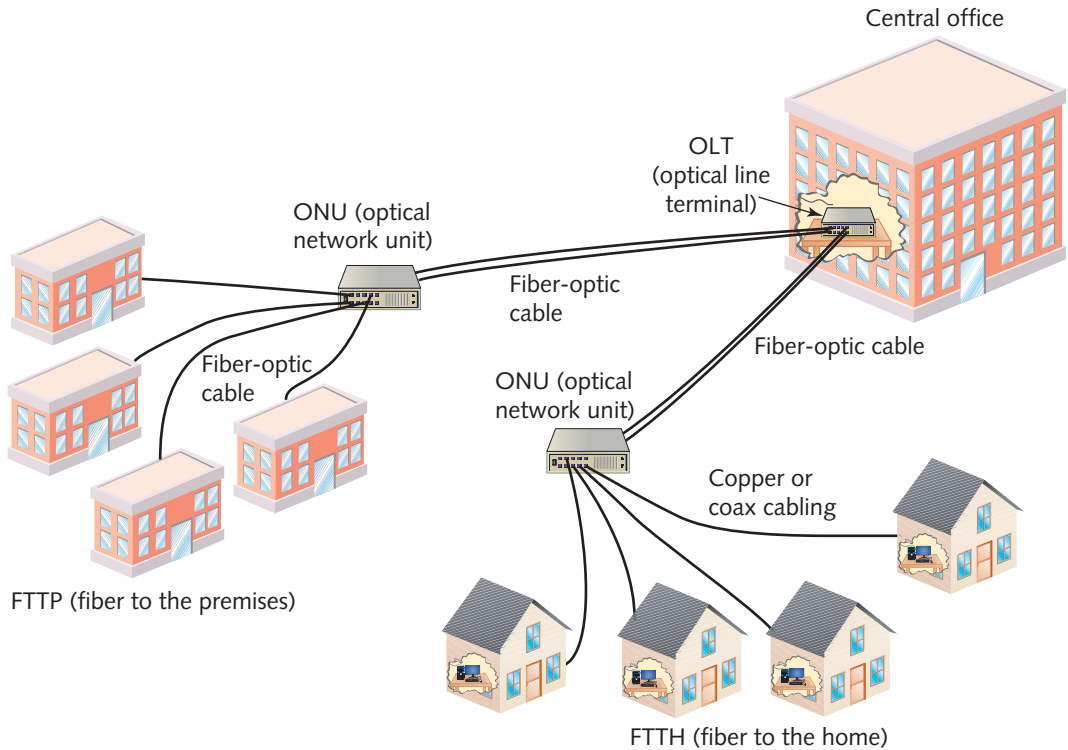 Central office
OLT
(optical line
terminal)
ONU (optical
network unit)
Fiber-optic
cable
Fiber-optic cable
Fiber-optic
cable
ONU (optical
network unit)
Copper or
coax cabling
FTTP (fiber to the premises)
FTTH (fiber to the home)